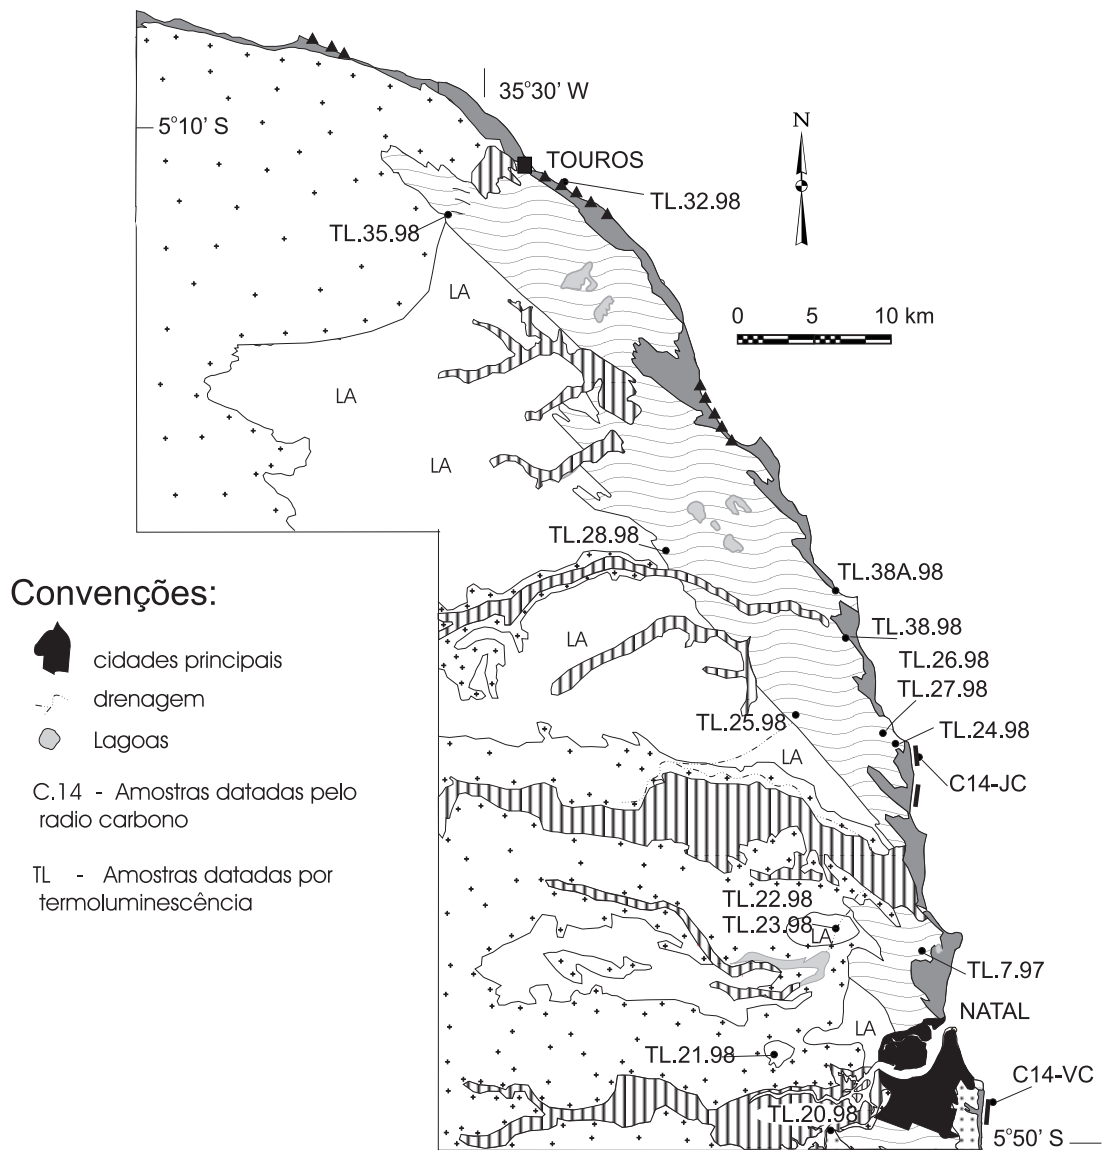 35°30' W
5°10' S
N
TOUROS
TL.32.98
TL.35.98
LA
0 5 10 km
LA
LA
TL.28.98
TL.38A.98
Convenções:
TL.38.98
LA
cidades principais
TL.26.98
TL.27.98
drenagem
TL.25.98
TL.24.98
Lagoas
LA
C14-JC
C.14 - Amostras datadas pelo
radio carbono
TL - Amostras datadas por
termoluminescência
TL.22.98
TL.23.98
LA
TL.7.97
NATAL
LA
TL.21.98
C14-VC
TL.20.98
5°50' S